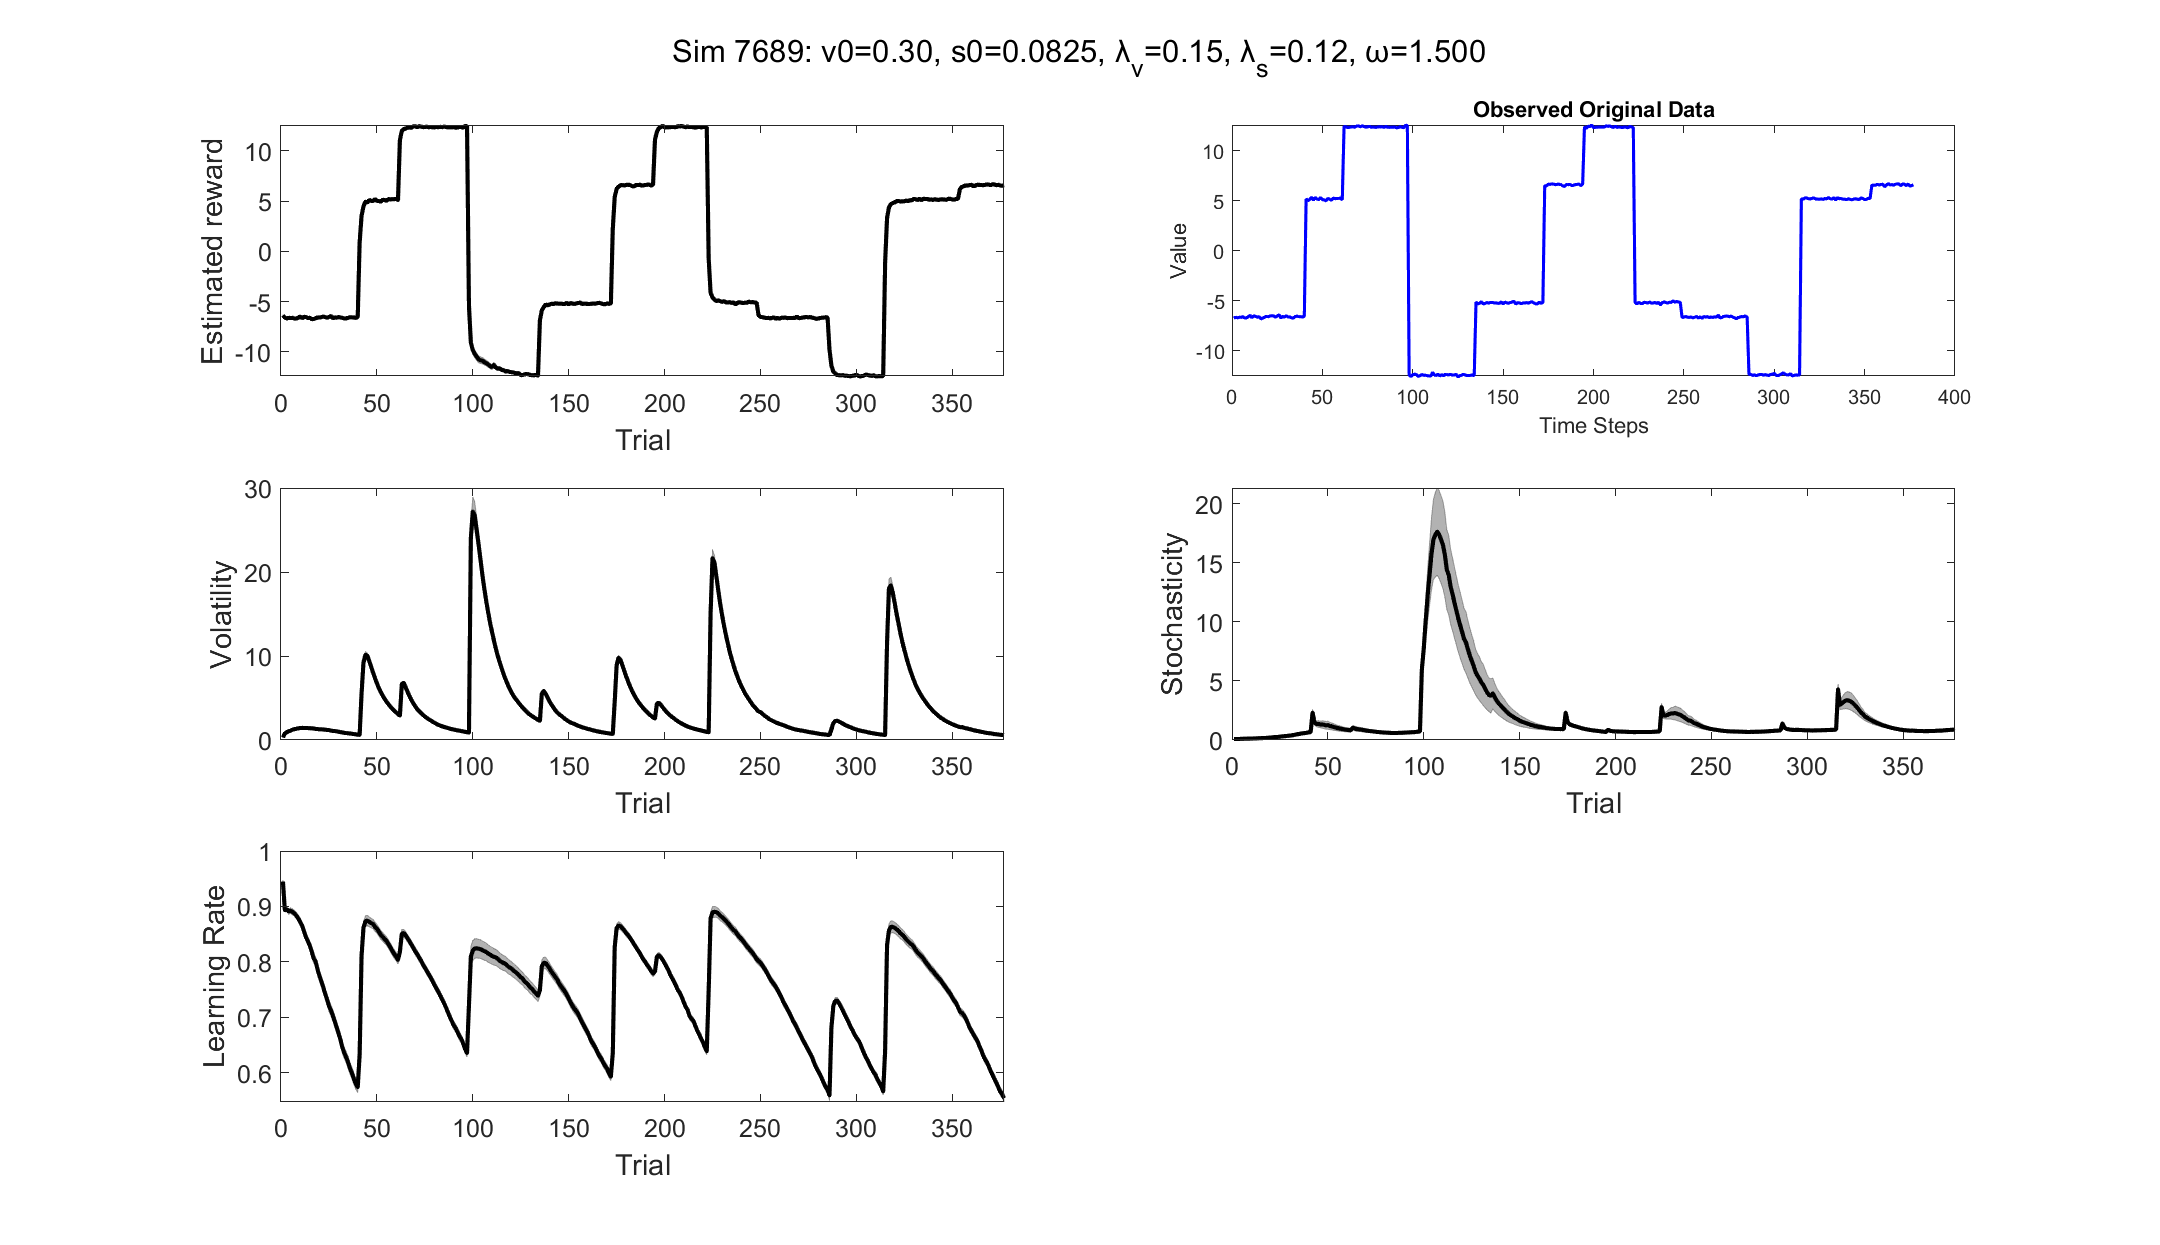 Sim 7689: v0=0.30, s0=0.0825, λ_v=0.15, λ_s=0.12, ω=1.500
Estimated reward
10
5
0
-5
-10
0 50 100 150 200 250 300 350
Trial
Observed Original Data
Value
10
5
0
-5
-10
0 50 100 150 200 250 300 350 400
Time Steps
Volatility
30
20
10
0
0 50 100 150 200 250 300 350
Trial
Stochasticity
20
15
10
5
0
0 50 100 150 200 250 300 350
Trial
Learning Rate
1
0.9
0.8
0.7
0.6
0 50 100 150 200 250 300 350
Trial